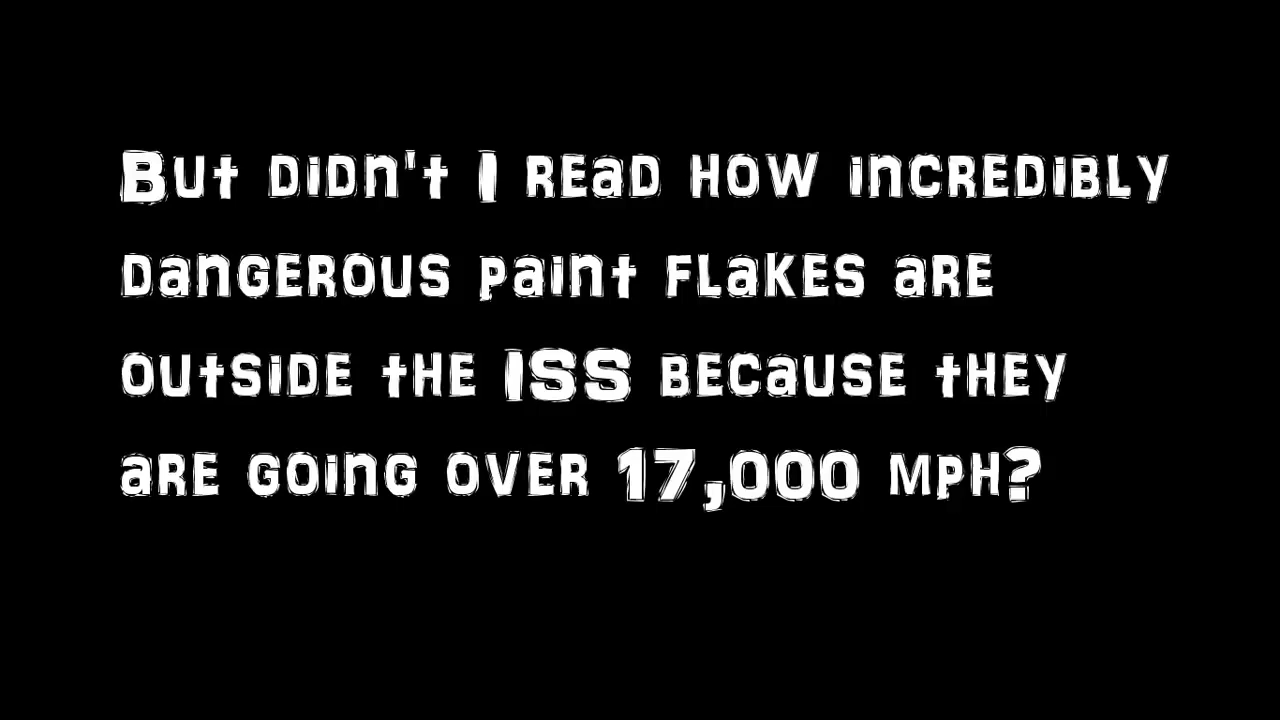 But didn't I read how incredibly
dangerous paint flakes are
outside the ISS because they
are going over 17,000 mph?